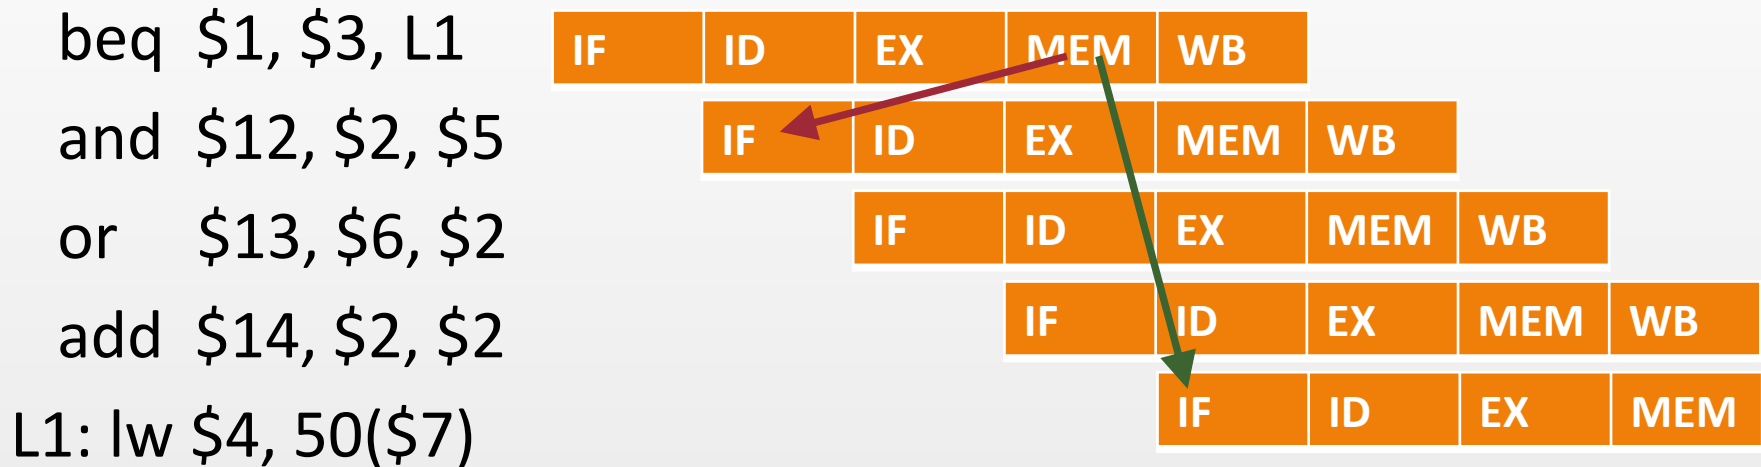 beq $1, $3, L1 IF ID EX MEM WB
and $12, $2, $5 IF ID EX MEM WB
or $13, $6, $2 IF ID EX MEM WB
add $14, $2, $2 IF ID EX MEM WB
L1: lw $4, 50($7) IF ID EX MEM